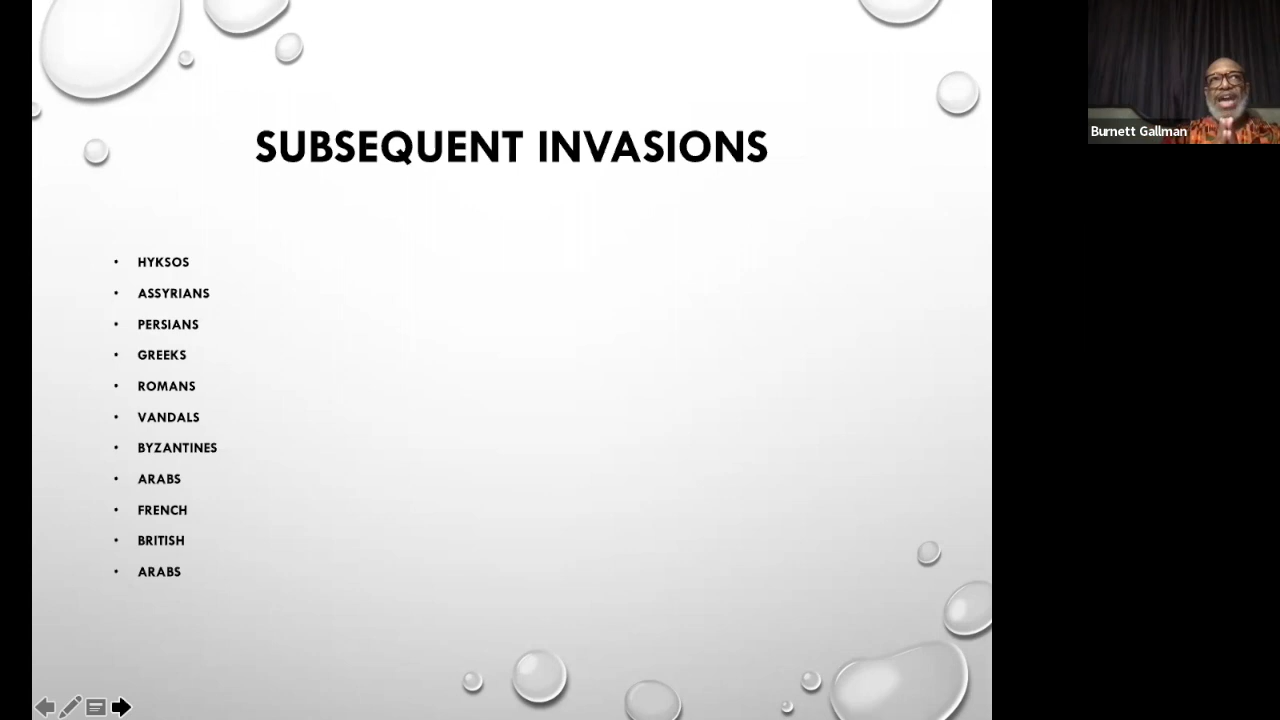 SUBSEQUENT INVASIONS
• HYKSOS
• ASSYRIANS
• PERSIANS
• GREEKS
• ROMANS
• VANDALS
• BYZANTINES
• ARABS
• FRENCH
• BRITISH
• ARABS
Burnett Gallman